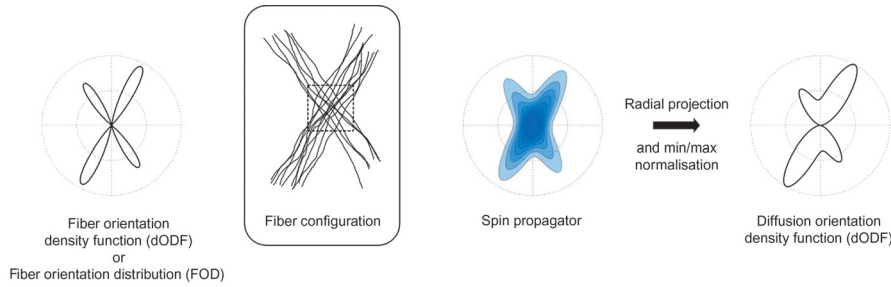 Fiber orientation
density function (dODF)
or
Fiber orientation distribution (FOD)
Fiber configuration
Spin propagator
Radial projection
and min/max
normalisation
Diffusion orientation
density function (dODF)